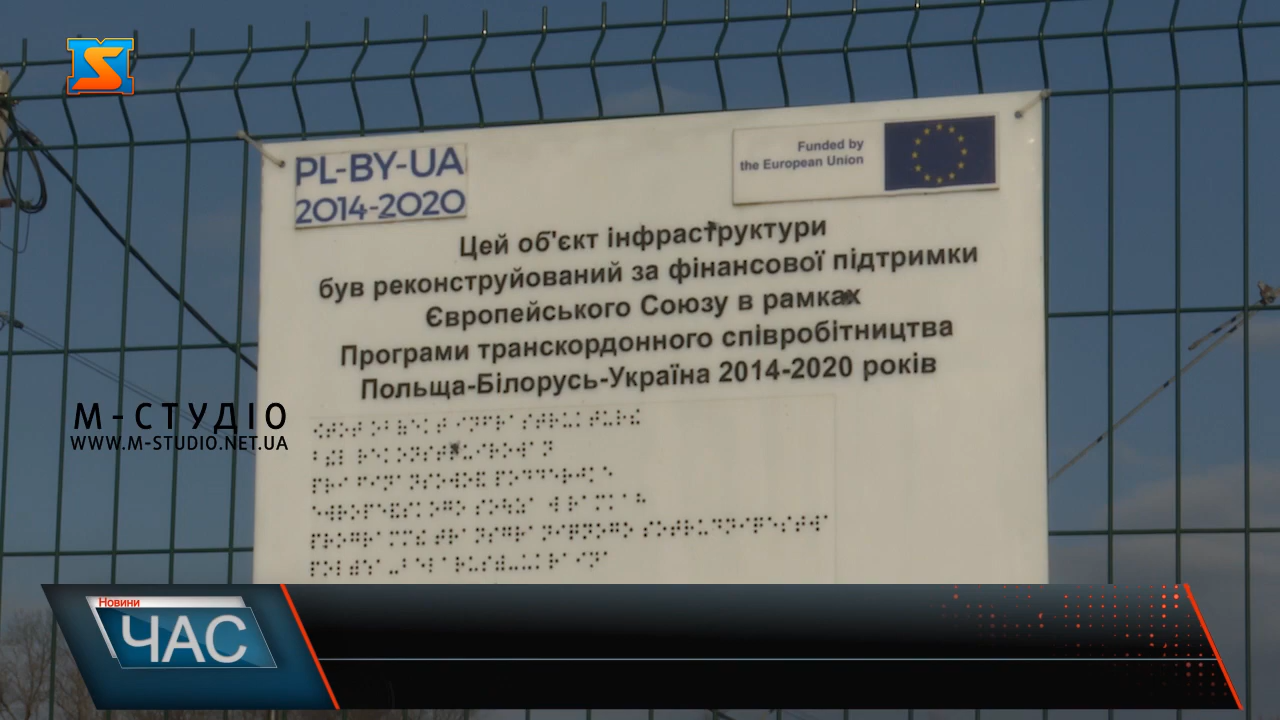 PL-BY-UA
2014-2020
Funded by
the European Union
Цей об'єкт інфраструктури
був реконструйований за фінансової підтримки
Європейського Союзу в рамках
Програми транскордонного співробітництва
Польща-Білорусь-Україна 2014-2020 років
М-СТУДІО
WWW.M-STUDIO.NET.UA
Новини
ЧАС